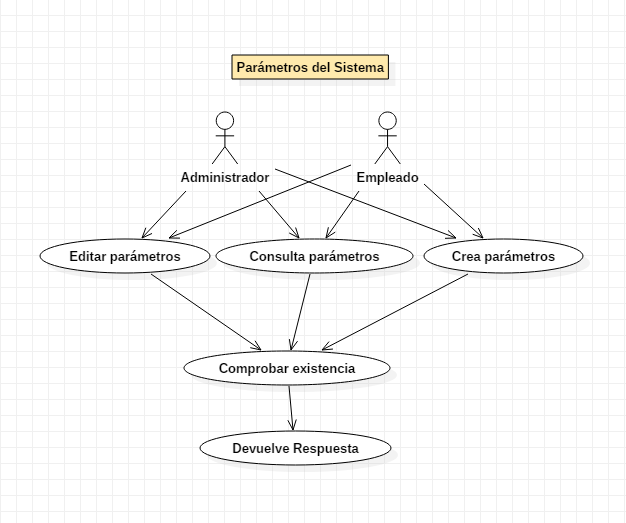 Parámetros del Sistema
Administrador
Empleado
Editar parámetros
Consulta parámetros
Crea parámetros
Comprobar existencia
Devuelve Respuesta